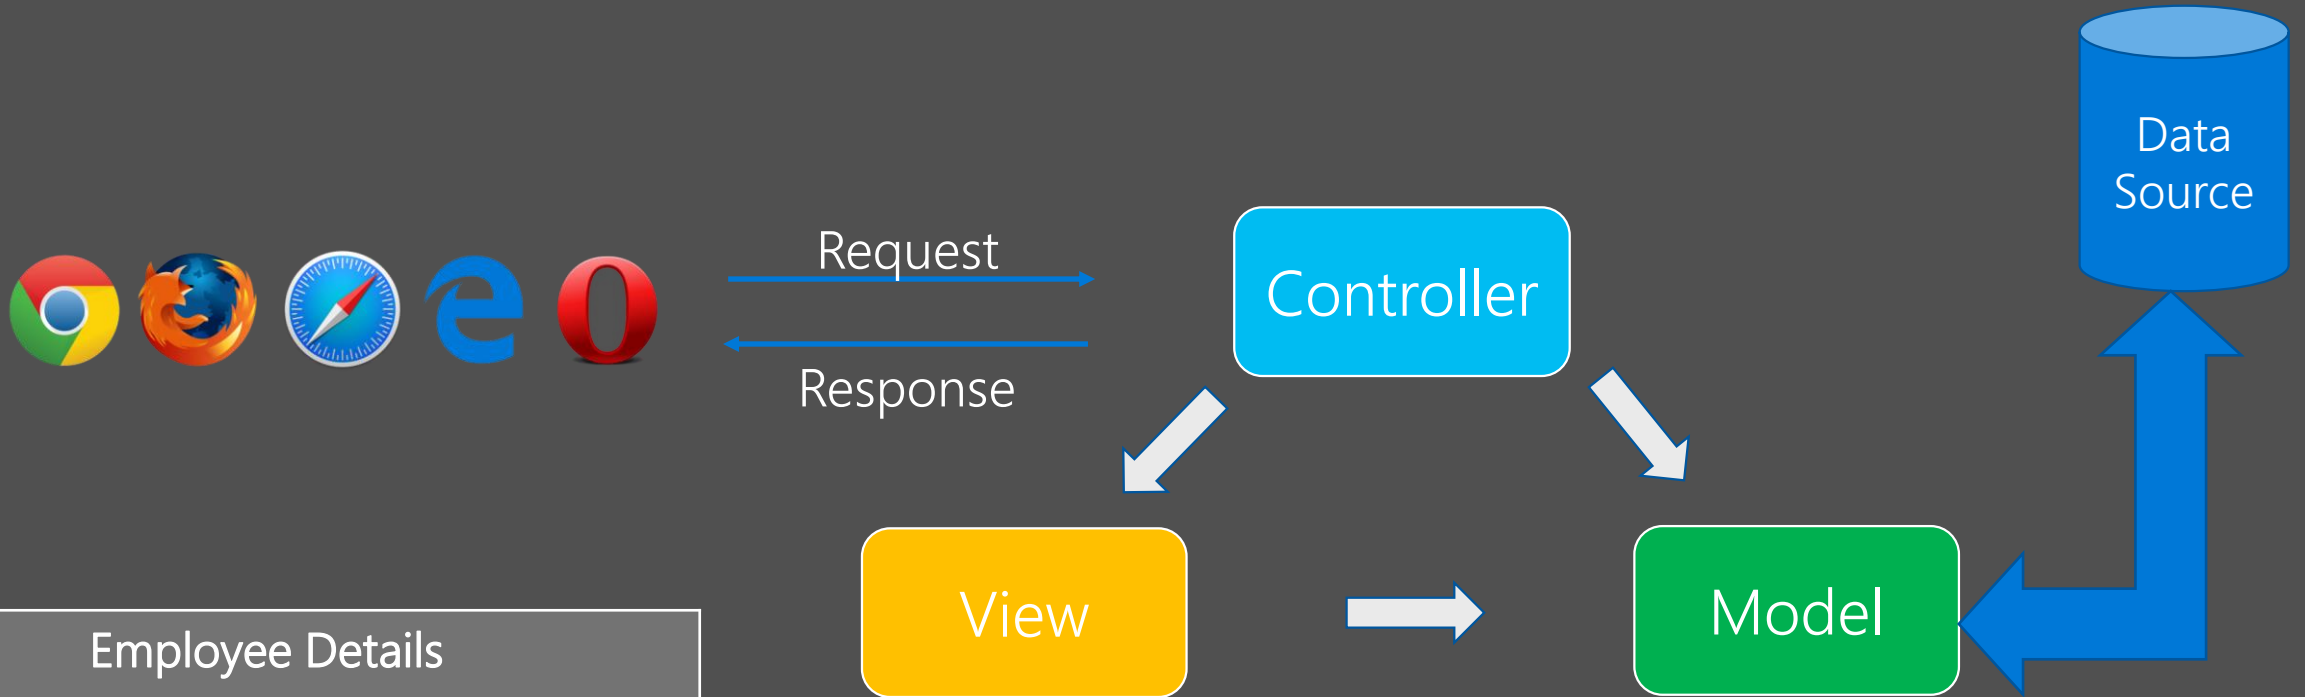 Data
Source
Request
Controller
Response
View
Model
Employee Details